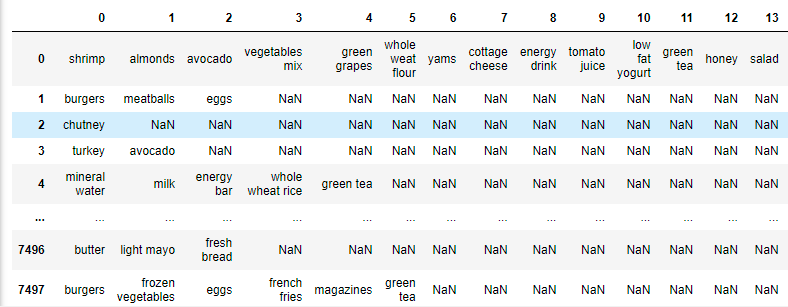 0 1 2 3 4 5 6 7 8 9 10 11 12 13
0 shrimp almonds avocado vegetables mix green grapes whole weat flour yams cottage cheese energy drink tomato juice low fat yogurt green tea honey salad
1 burgers meatballs eggs NaN NaN NaN NaN NaN NaN NaN NaN NaN NaN NaN
2 chutney NaN NaN NaN NaN NaN NaN NaN NaN NaN NaN NaN NaN NaN
3 turkey avocado NaN NaN NaN NaN NaN NaN NaN NaN NaN NaN NaN NaN
4 mineral water milk energy bar whole wheat rice green tea NaN NaN NaN NaN NaN NaN NaN NaN NaN
... ... ... ... ... ... ... ... ... ... ... ... ... ... ...
7496 butter light mayo fresh bread NaN NaN NaN NaN NaN NaN NaN NaN NaN NaN NaN
7497 burgers frozen vegetables eggs french fries magazines green tea NaN NaN NaN NaN NaN NaN NaN NaN